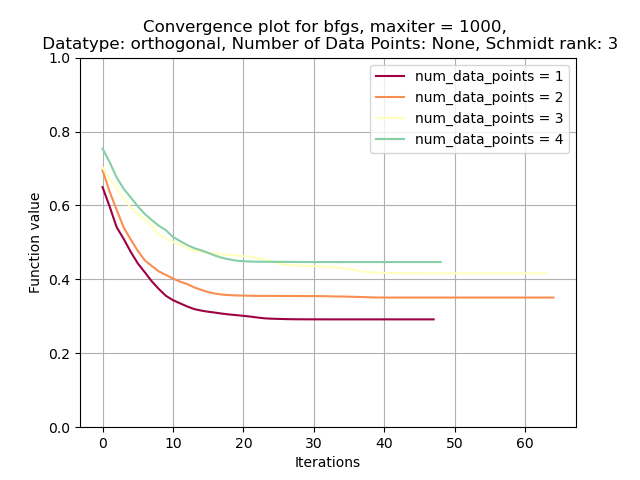 Convergence plot for bfgs, maxiter = 1000,
Datatype: orthogonal, Number of Data Points: None, Schmidt rank: 3
num_data_points = 1
num_data_points = 2
num_data_points = 3
num_data_points = 4
Function value
1.0
0.8
0.6
0.4
0.2
0.0
0 10 20 30 40 50 60
Iterations